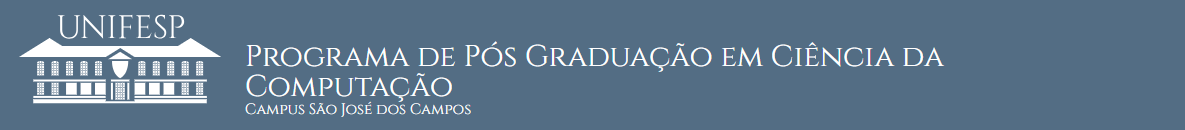 UNIFESP
Programa de Pós Graduação em Ciência da
Computação
Campus São José dos Campos